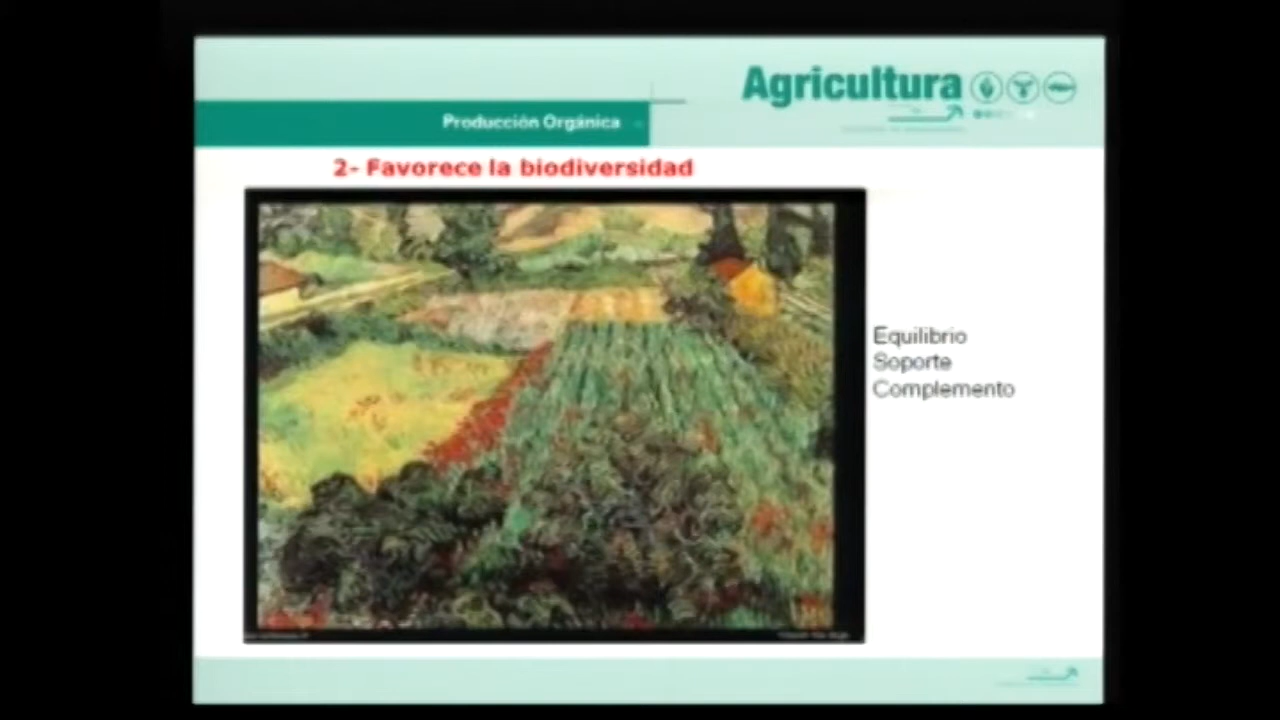 Agricultura
Producción Orgánica
2- Favorece la biodiversidad
Equilibrio
Soporte
Complemento